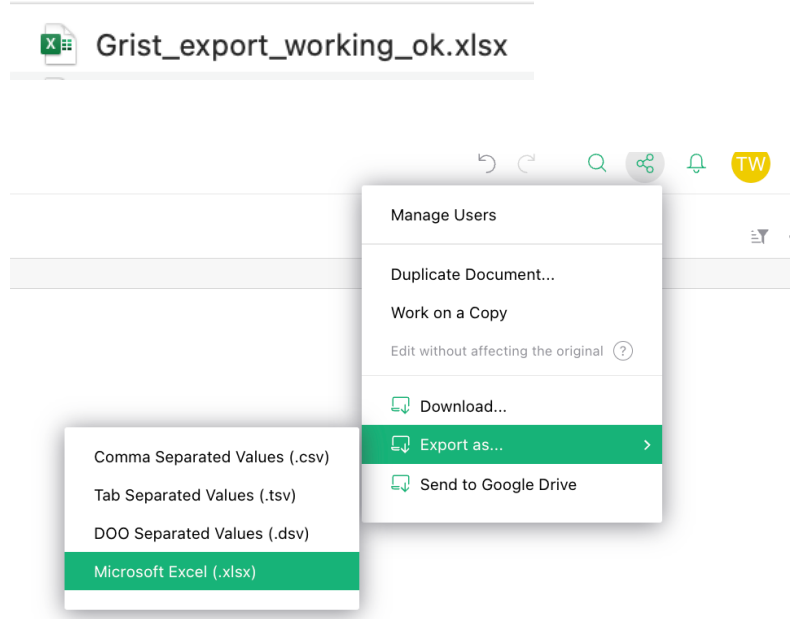 X
Grist_export_working_ok.xlsx
TW
Manage Users
Duplicate Document...
Work on a Copy
Edit without affecting the original ?
Download...
Export as...
Send to Google Drive
Comma Separated Values (.csv)
Tab Separated Values (.tsv)
DOO Separated Values (.dsv)
Microsoft Excel (.xlsx)